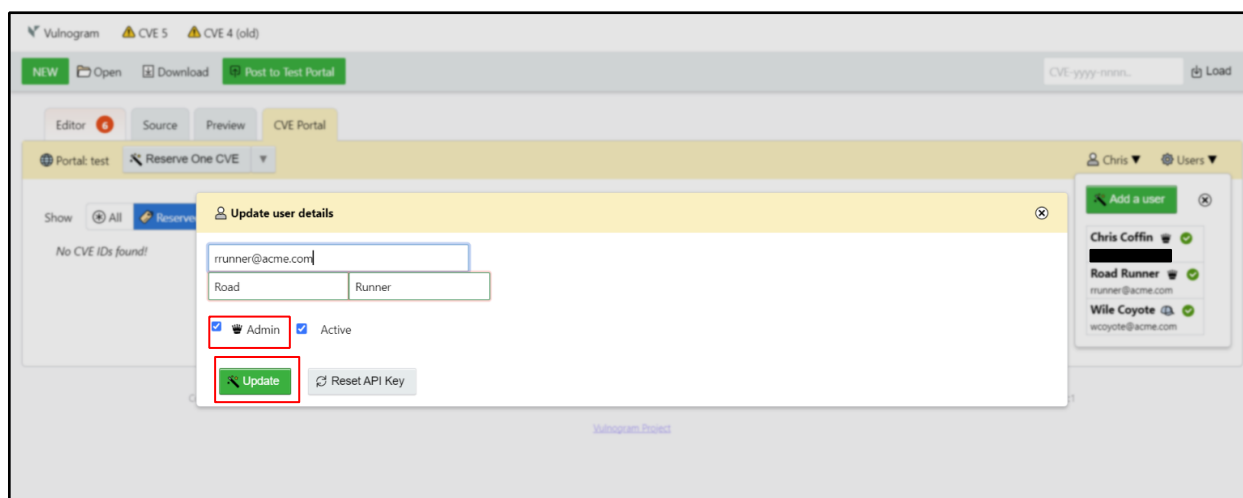 Vulnogram CVE 5 CVE 4 (old)
NEW Open Download Post to Test Portal CVE-yyyy-nnnn.. Load
Editor 6 Source Preview CVE Portal
Portal: test Reserve One CVE Chris Users
Add a user
Show All Reserve
No CVE IDs found!
Update user details
rrunner@acme.com
Road Runner
Admin Active
Update Reset API Key
Chris Coffin
Road Runner
rrunner@acme.com
Wile Coyote
wcoyote@acme.com
Vulnogram Project